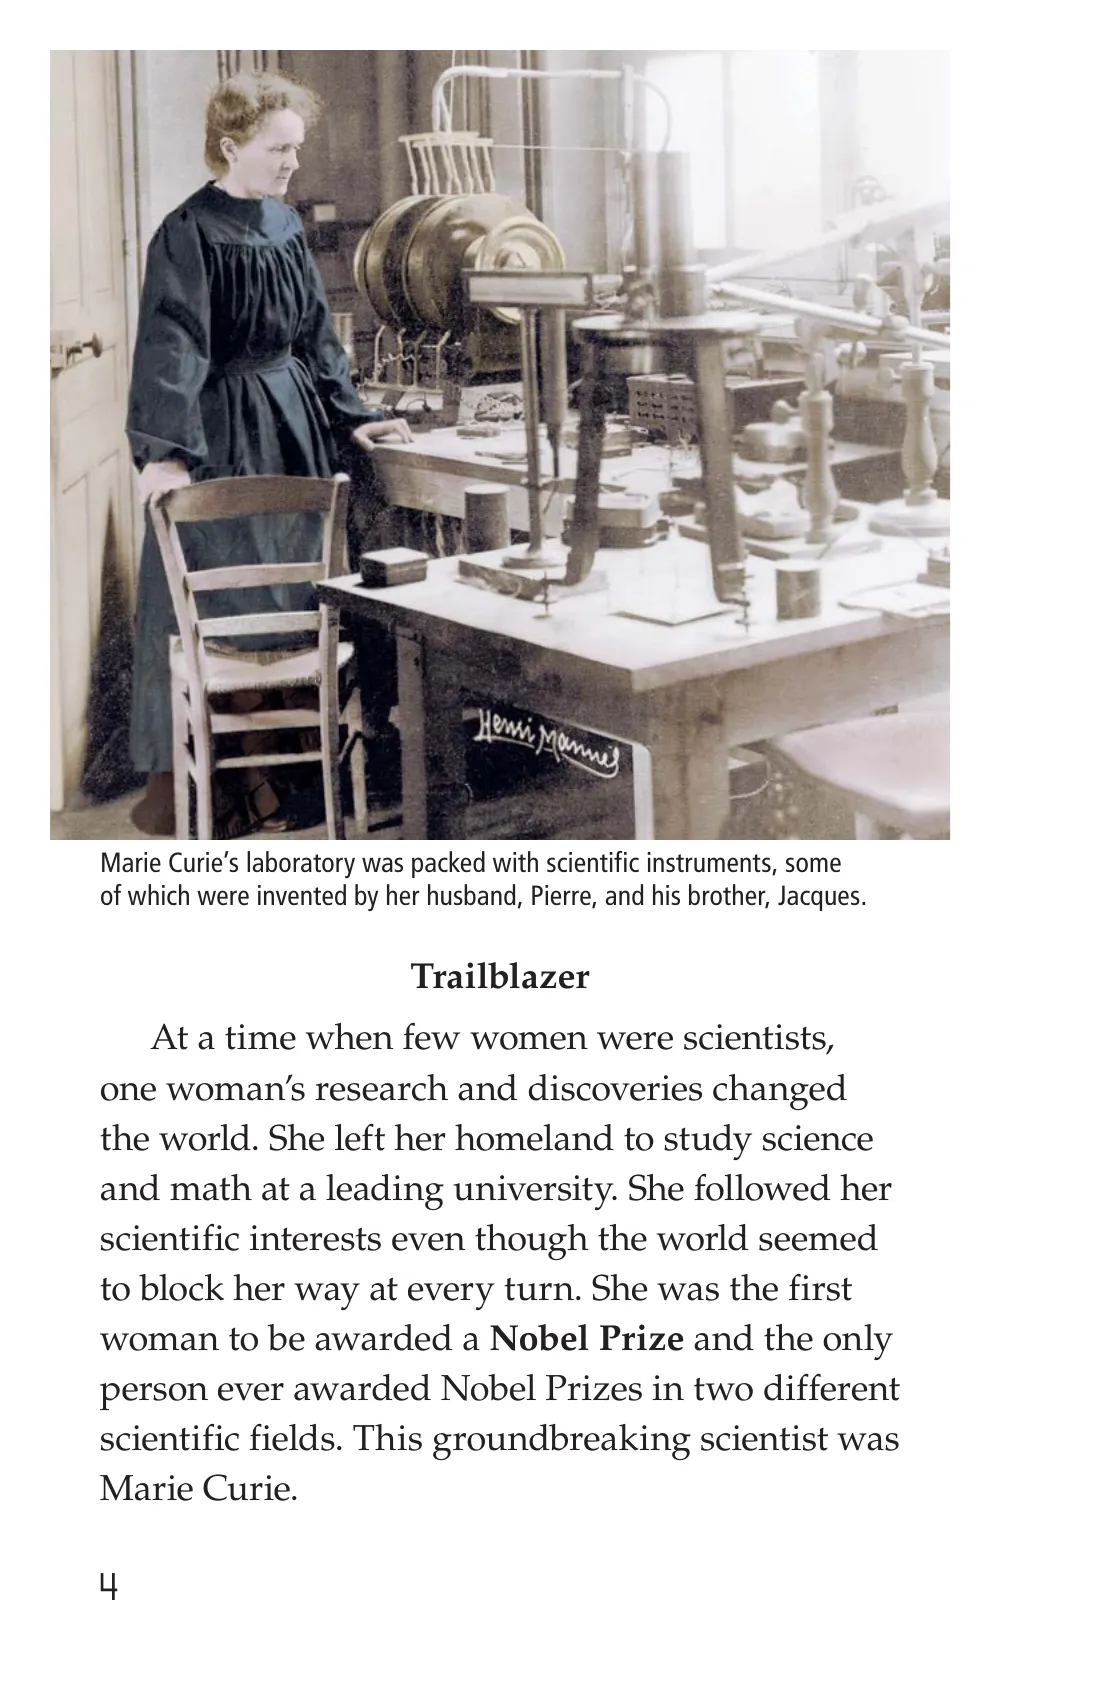 Henri Manuel
Marie Curie’s laboratory was packed with scientific instruments, some
of which were invented by her husband, Pierre, and his brother, Jacques.
Trailblazer
At a time when few women were scientists,
one woman’s research and discoveries changed
the world. She left her homeland to study science
and math at a leading university. She followed her
scientific interests even though the world seemed
to block her way at every turn. She was the first
woman to be awarded a Nobel Prize and the only
person ever awarded Nobel Prizes in two different
scientific fields. This groundbreaking scientist was
Marie Curie.
4